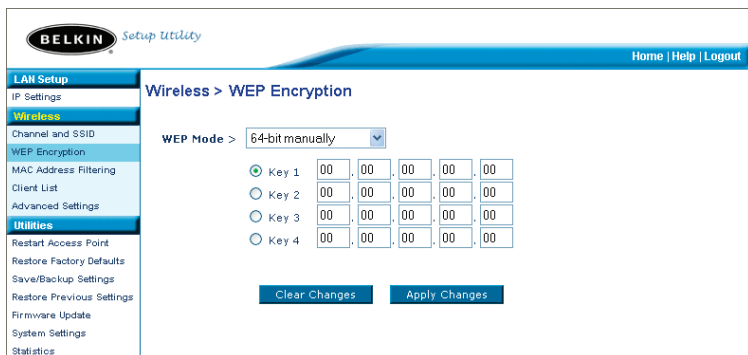 BELKIN Setup Utility
Home | Help | Logout
LAN Setup
IP Settings
Wireless
Channel and SSID
WEP Encryption
MAC Address Filtering
Client List
Advanced Settings
Utilities
Restart Access Point
Restore Factory Defaults
Save/Backup Settings
Restore Previous Settings
Firmware Update
System Settings
Statistics
Wireless > WEP Encryption
WEP Mode > 64-bit manually
Key 1 00 . 00 . 00 . 00 . 00
Key 2 00 . 00 . 00 . 00 . 00
Key 3 00 . 00 . 00 . 00 . 00
Key 4 00 . 00 . 00 . 00 . 00
Clear Changes Apply Changes